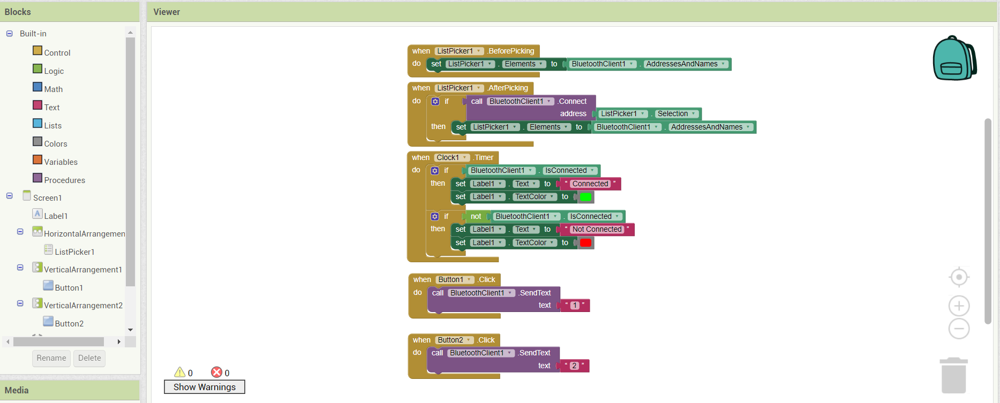 Blocks
Viewer
Built-in
Control
Logic
Math
Text
Lists
Colors
Variables
Procedures
Screen1
Label1
HorizontalArrangemen
ListPicker1
VerticalArrangement1
Button1
VerticalArrangement2
Button2
Rename Delete
Media
when ListPicker1 .BeforePicking
do set ListPicker1 . Elements to BluetoothClient1 . AddressesAndNames
when ListPicker1 .AfterPicking
do if call BluetoothClient1 .Connect
address ListPicker1 . Selection
then set ListPicker1 . Elements to BluetoothClient1 . AddressesAndNames
when Clock1 .Timer
do if BluetoothClient1 . IsConnected
then set Label1 . Text to “ Connected ”
set Label1 . TextColor to
if not BluetoothClient1 . IsConnected
then set Label1 . Text to “ Not Connected ”
set Label1 . TextColor to
when Button1 .Click
do call BluetoothClient1 .SendText
text “ 1 ”
when Button2 .Click
do call BluetoothClient1 .SendText
text “ 2 ”
0 0
Show Warnings